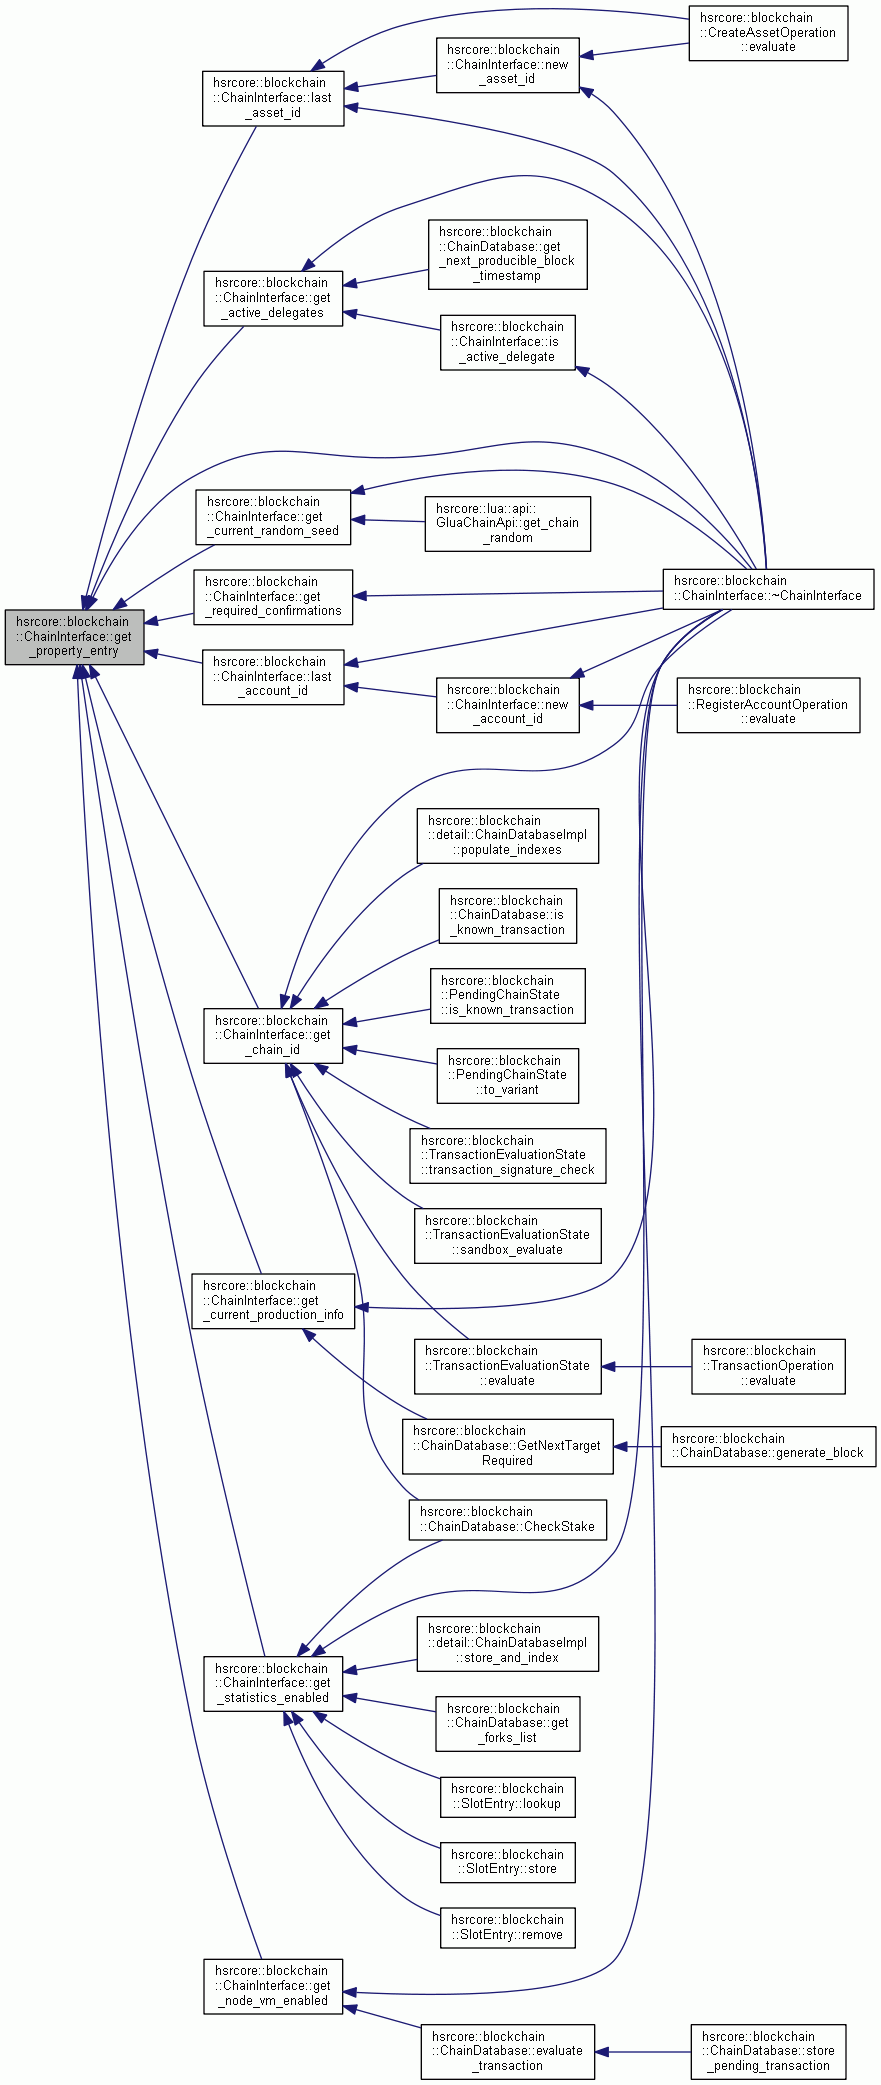 hsrcore::blockchain
::CreateAssetOperation
::evaluate
hsrcore::blockchain
::ChainInterface::new
_asset_id
hsrcore::blockchain
::ChainInterface::last
_asset_id
hsrcore::blockchain
::ChainDatabase::get
_next_producible_block
_timestamp
hsrcore::blockchain
::ChainInterface::get
_active_delegates
hsrcore::blockchain
::ChainInterface::is
_active_delegate
hsrcore::blockchain
::ChainInterface::get
_current_random_seed
hsrcore::lua::api::
GluaChainApi::get_chain
_random
hsrcore::blockchain
::ChainInterface::get
_required_confirmations
hsrcore::blockchain
::ChainInterface::~ChainInterface
hsrcore::blockchain
::ChainInterface::get
_property_entry
hsrcore::blockchain
::ChainInterface::last
_account_id
hsrcore::blockchain
::ChainInterface::new
_account_id
hsrcore::blockchain
::RegisterAccountOperation
::evaluate
hsrcore::blockchain
::detail::ChainDatabaseImpl
::populate_indexes
hsrcore::blockchain
::ChainDatabase::is
_known_transaction
hsrcore::blockchain
::PendingChainState
::is_known_transaction
hsrcore::blockchain
::ChainInterface::get
_chain_id
hsrcore::blockchain
::PendingChainState
::to_variant
hsrcore::blockchain
::TransactionEvaluationState
::transaction_signature_check
hsrcore::blockchain
::TransactionEvaluationState
::sandbox_evaluate
hsrcore::blockchain
::ChainInterface::get
_current_production_info
hsrcore::blockchain
::TransactionEvaluationState
::evaluate
hsrcore::blockchain
::TransactionOperation
::evaluate
hsrcore::blockchain
::ChainDatabase::GetNextTarget
Required
hsrcore::blockchain
::ChainDatabase::generate_block
hsrcore::blockchain
::ChainDatabase::CheckStake
hsrcore::blockchain
::detail::ChainDatabaseImpl
::store_and_index
hsrcore::blockchain
::ChainInterface::get
_statistics_enabled
hsrcore::blockchain
::ChainDatabase::get
_forks_list
hsrcore::blockchain
::SlotEntry::lookup
hsrcore::blockchain
::SlotEntry::store
hsrcore::blockchain
::SlotEntry::remove
hsrcore::blockchain
::ChainInterface::get
_node_vm_enabled
hsrcore::blockchain
::ChainDatabase::evaluate
_transaction
hsrcore::blockchain
::ChainDatabase::store
_pending_transaction